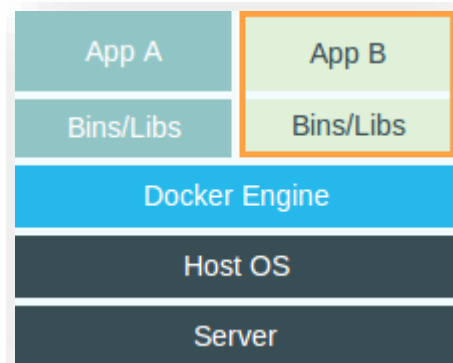 App A
App B
Bins/Libs
Bins/Libs
Docker Engine
Host OS
Server